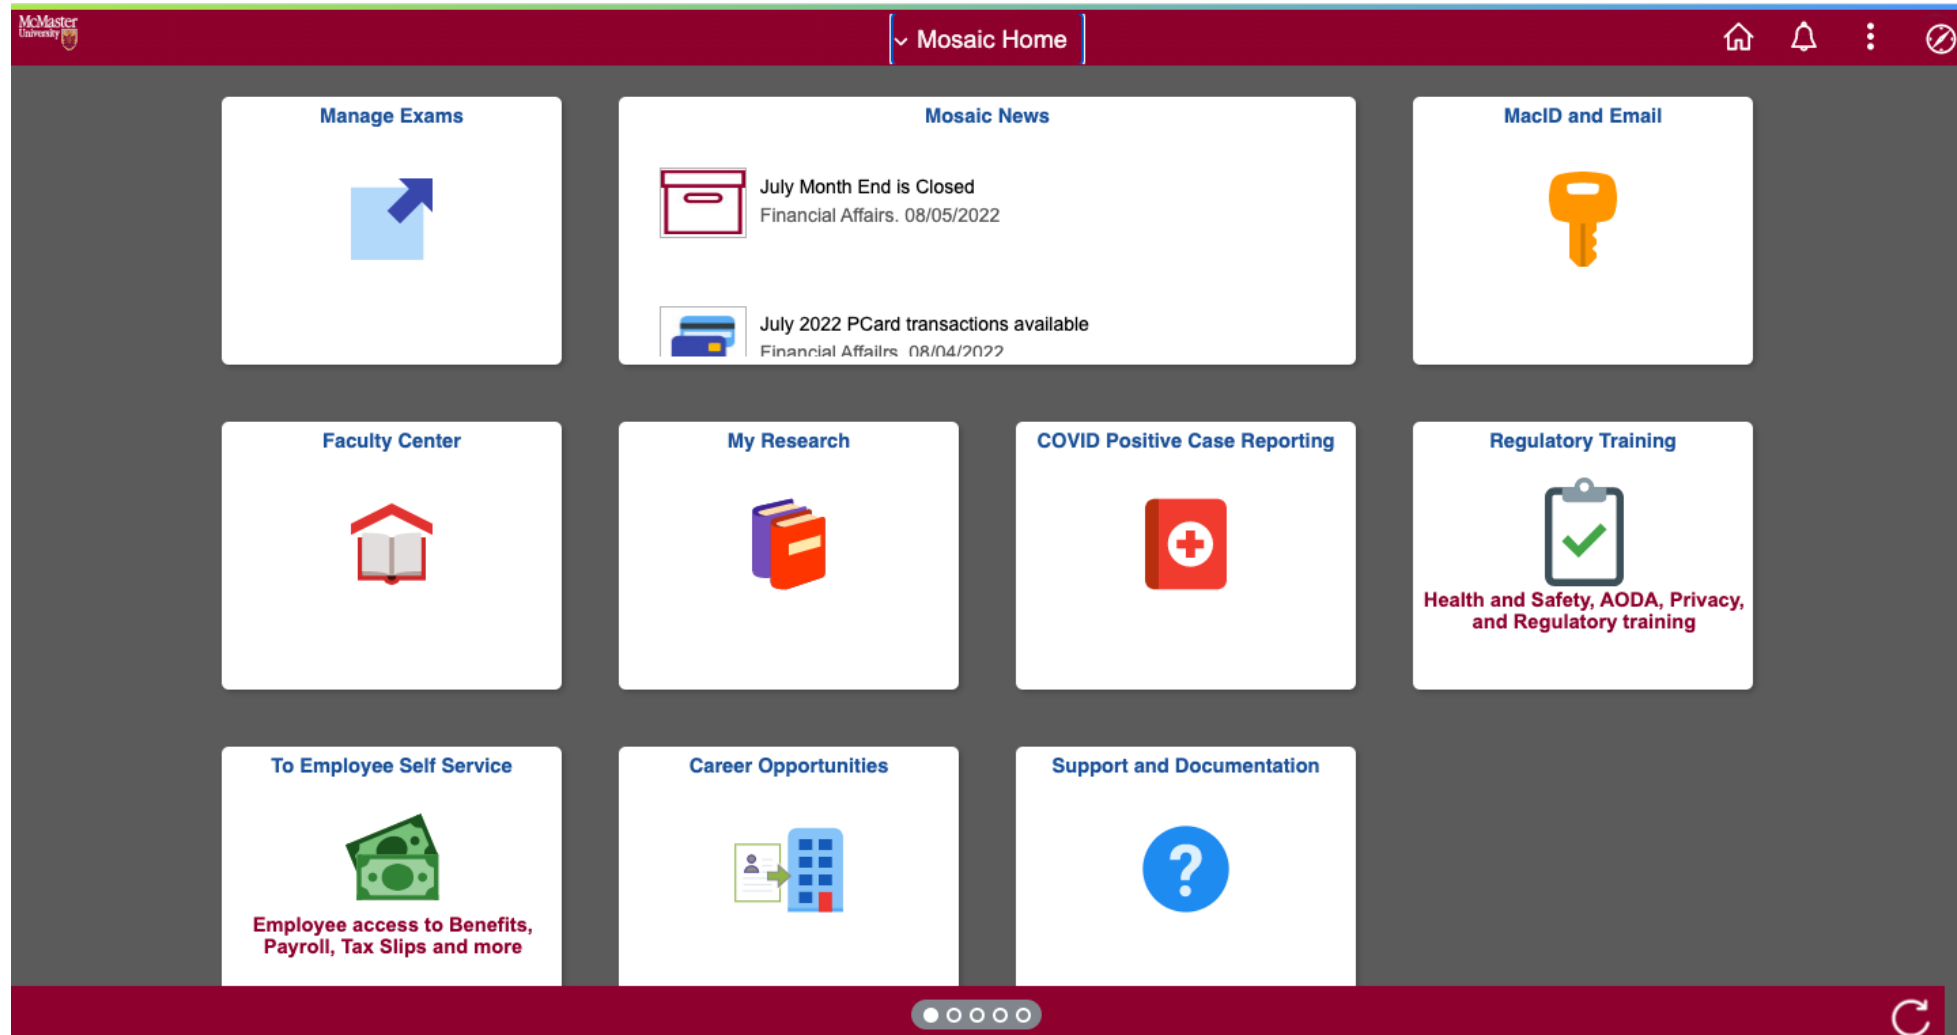 McMaster
University
Mosaic Home
Manage Exams
Mosaic News
July Month End is Closed
Financial Affairs. 08/05/2022
July 2022 PCard transactions available
Financial Affailrs. 08/04/2022
MacID and Email
Faculty Center
My Research
COVID Positive Case Reporting
Regulatory Training
Health and Safety, AODA, Privacy,
and Regulatory training
To Employee Self Service
Employee access to Benefits,
Payroll, Tax Slips and more
Career Opportunities
Support and Documentation
?